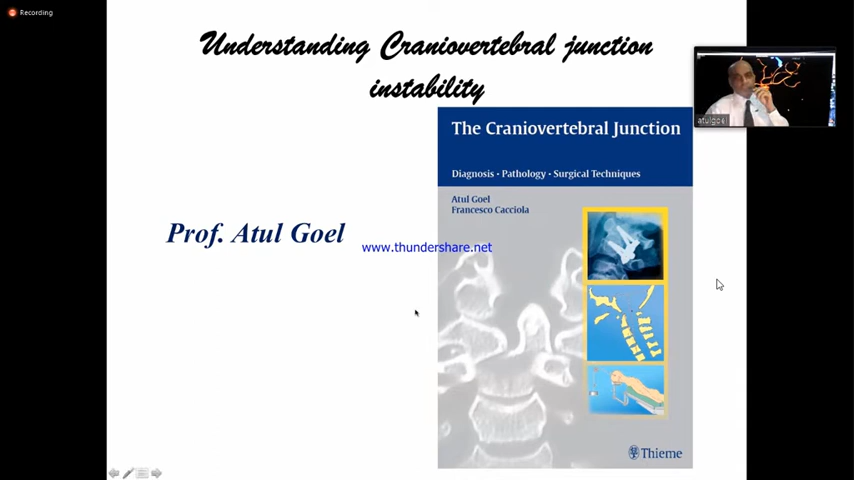 Recording
Understanding Craniovertebral junction
instability
The Craniovertebral Junction
Diagnosis • Pathology • Surgical Techniques
Atul Goel
Francesco Cacciola
Prof. Atul Goel
www.thundershare.net
Thieme
atulgoel